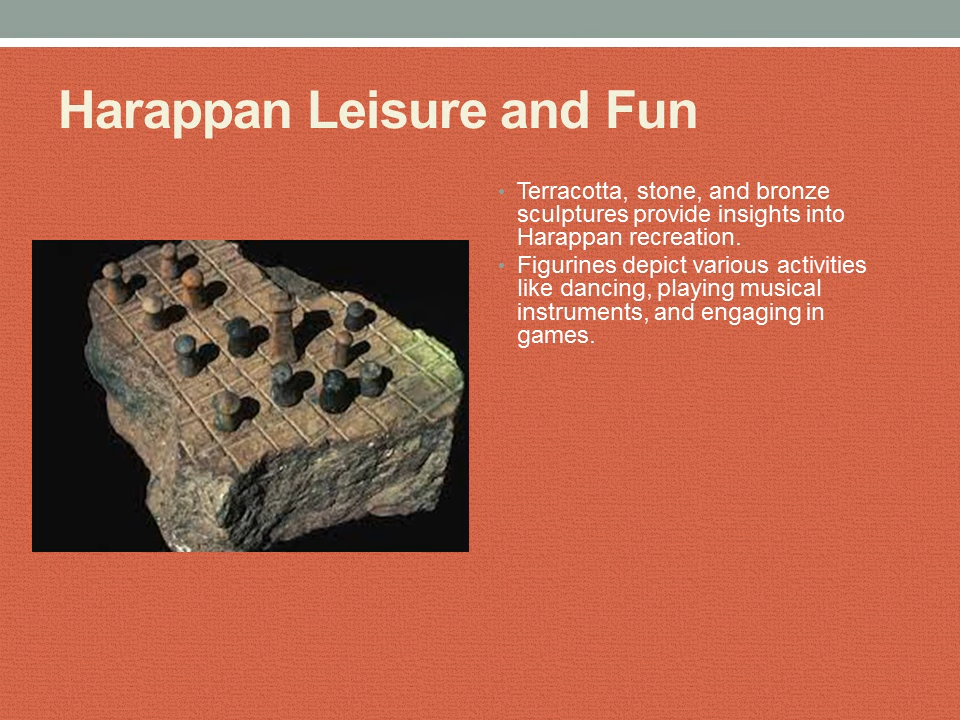 Harappan Leisure and Fun
• Terracotta, stone, and bronze
sculptures provide insights into
Harappan recreation.
• Figurines depict various activities
like dancing, playing musical
instruments, and engaging in
games.